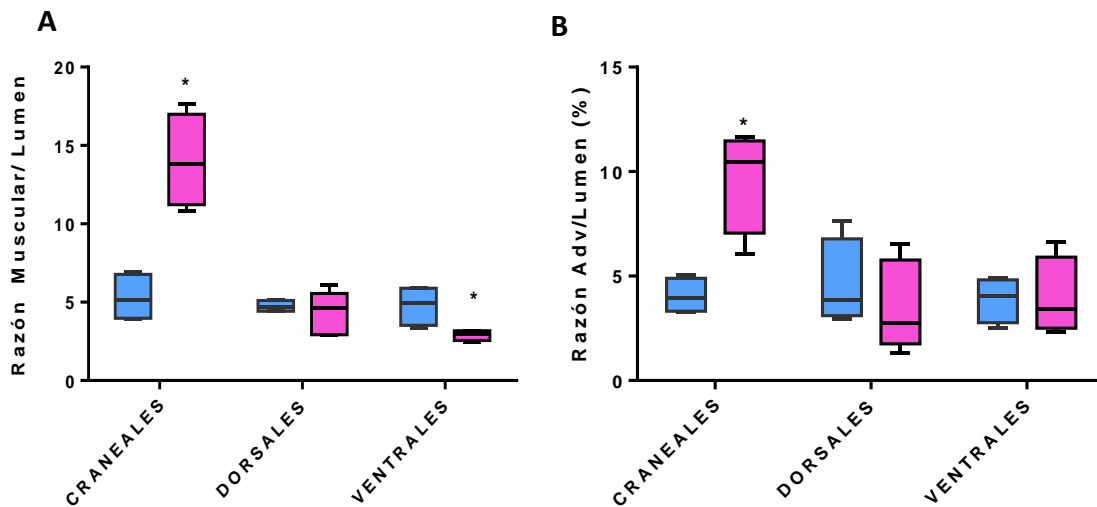 A
Razón Muscular/ Lumen
20
15
10
5
0
*
*
CRANEALES
DORSALES
VENTRALES
B
Razón Adv/Lumen (%)
15
10
5
0
*
CRANEALES
DORSALES
VENTRALES